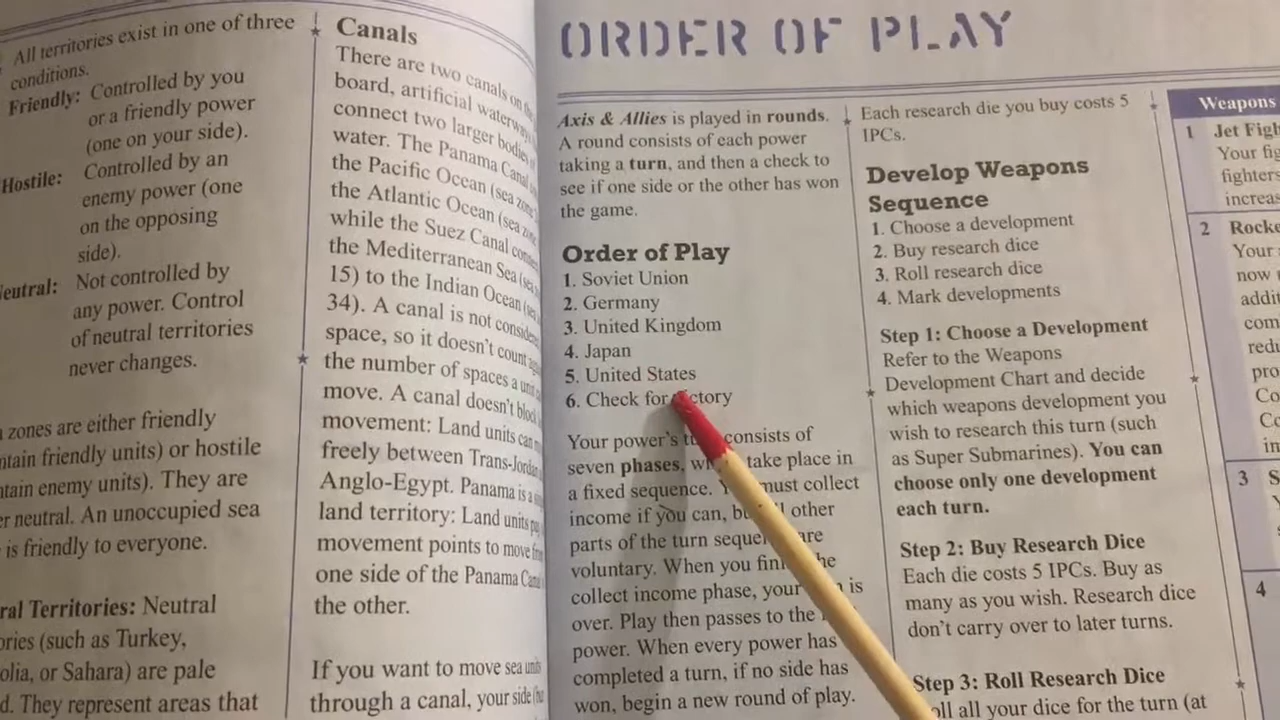 All territories exist in one of three
conditions.
Friendly: Controlled by you
or a friendly power
(one on your side).
Hostile: Controlled by an
enemy power (one
on the opposing
side).
Not controlled by
any power. Control
of neutral territories
never changes.
zones are either friendly
friendly units) or hostile
enemy units). They are
neutral. An unoccupied sea
is friendly to everyone.
Territories: Neutral
(such as Turkey,
or Sahara) are pale
They represent areas that
Canals
There are two canals on
board, artificial
connect two larger bodies
water. The Panama Canal
the Pacific Ocean (sea
the Atlantic Ocean (sea
while the Suez Canal
the Mediterranean Sea
15) to the Indian Ocean
34). A canal is not
space, so it doesn't count
the number of spaces a
move. A canal doesn't
movement: Land units can
freely between
Anglo-Egypt. Panama is a
land territory: Land units
movement points to move
one side of the Panama
the other.
If you want to move sea units
through a canal, your side
ORDER OF PLAY
Axis & Allies is played in rounds.
A round consists of each power
taking a turn, and then a check to
see if one side or the other has won
the game.
Order of Play
1. Soviet Union
2. Germany
3. United Kingdom
4. Japan
5. United States
6. Check for
Your power's consists of
seven phases, take place in
a fixed sequence. must collect
income if you can, other
parts of the turn are
voluntary. When you
collect income phase, your is
over. Play then passes to the
power. When every power has
completed a turn, if no side has
won, begin a new round of play.
Each research die you buy costs 5
IPCs.
Develop Weapons
Sequence
1. Choose a development
2. Buy research dice
3. Roll research dice
4. Mark developments
Step 1: Choose a Development
Refer to the Weapons
Development Chart and decide
which weapons development you
wish to research this turn (such
as Super Submarines). You can
choose only one development
each turn.
Step 2: Buy Research Dice
Each die costs 5 IPCs. Buy as
many as you wish. Research dice
don't carry over to later turns.
Step 3: Roll Research Dice
all your dice for the turn (at
Weapons
1 Jet
Your
fighters
2
Your
now
3
4